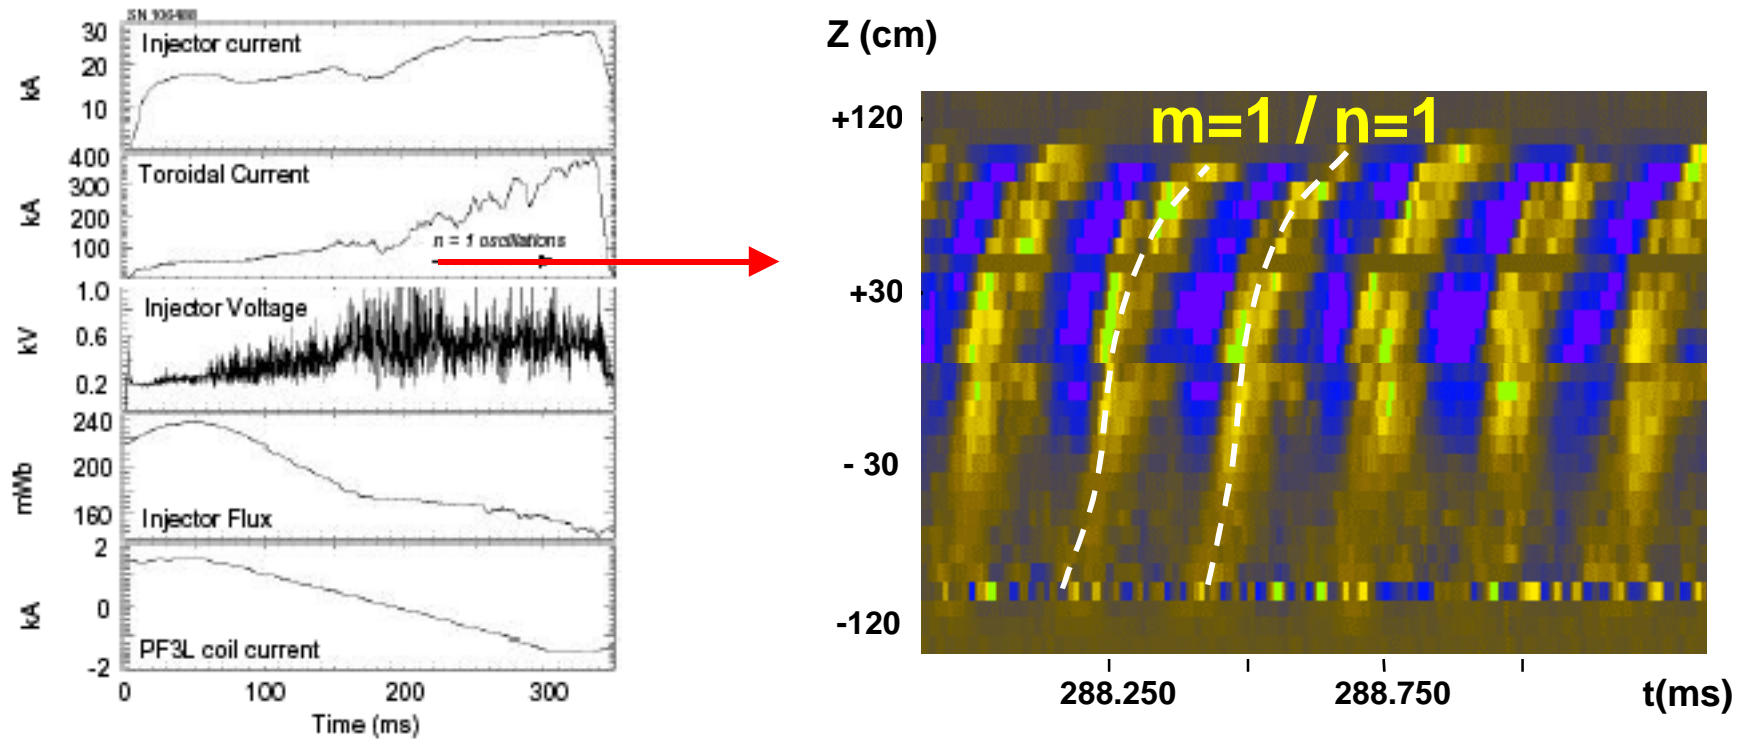 SN 106488
30
Injector current
20
kA
10
400
Toroidal Current
300
kA
200
100
n = 1 oscillations
1.0
Injector Voltage
kV
0.6
0.2
240
200
mWb
160
Injector Flux
2
0
kA
PF3L coil current
-2
0 100 200 300
Time (ms)
Z (cm)
+120
m=1 / n=1
+30
- 30
-120
288.250 288.750 t(ms)